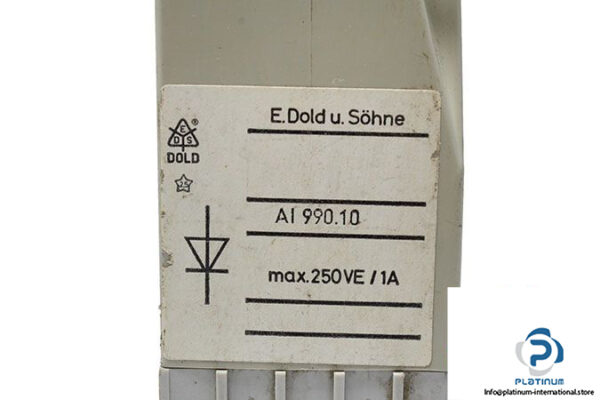 E. Dold u. Söhne
E
D S ®
DOLD
AI 990.10
max. 250VE / 1A
PLATINUM
Info@platinum-international.store